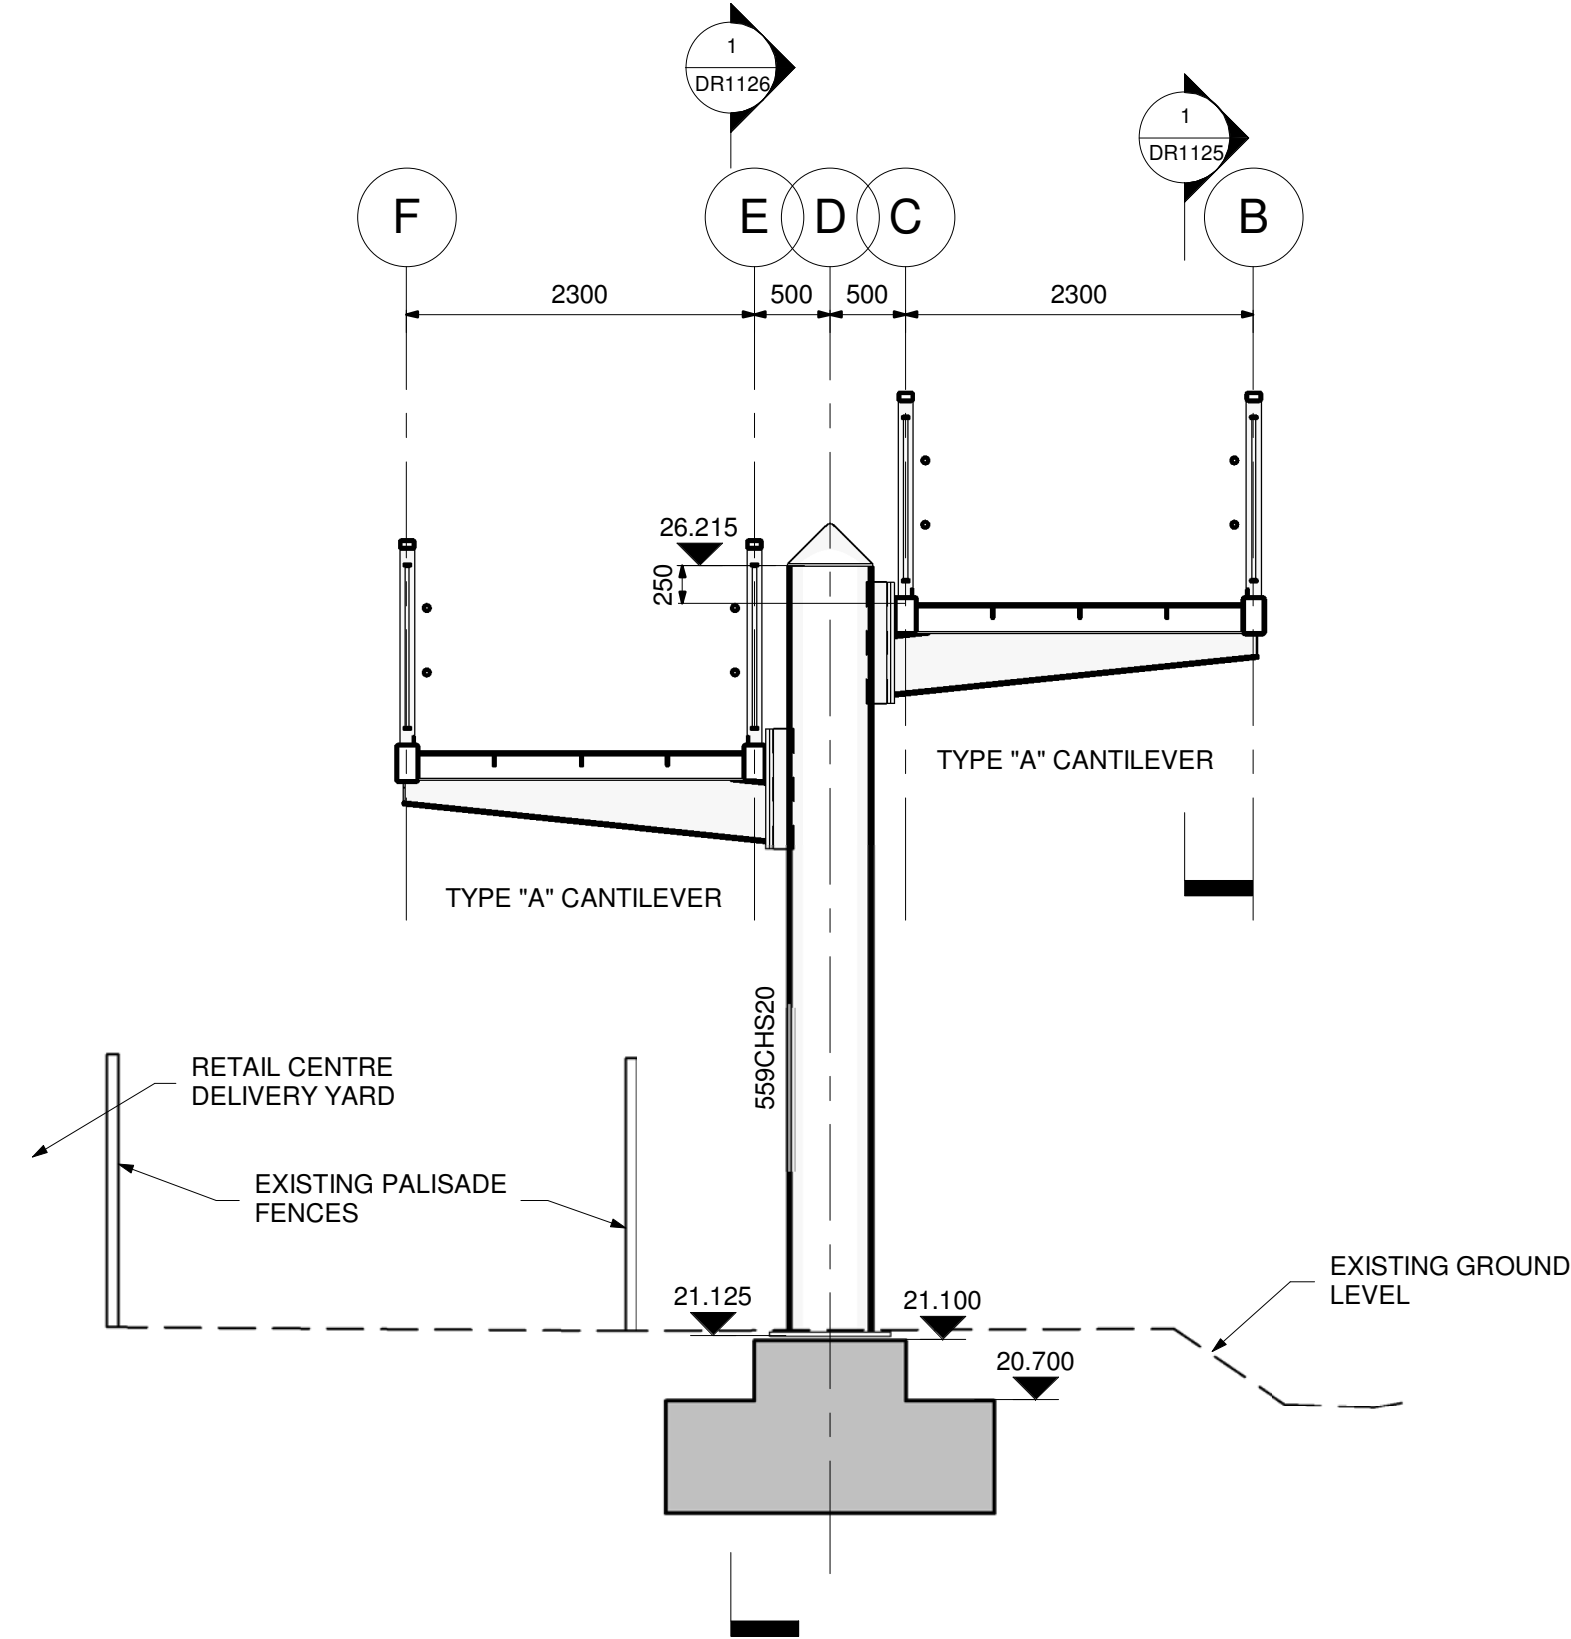 1
DR1126
1
DR1125
F
E
D
C
B
2300
500
500
2300
26.215
250
TYPE "A" CANTILEVER
TYPE "A" CANTILEVER
559CHS20
RETAIL CENTRE
DELIVERY YARD
EXISTING PALISADE
FENCES
EXISTING GROUND
LEVEL
21.125
21.100
20.700